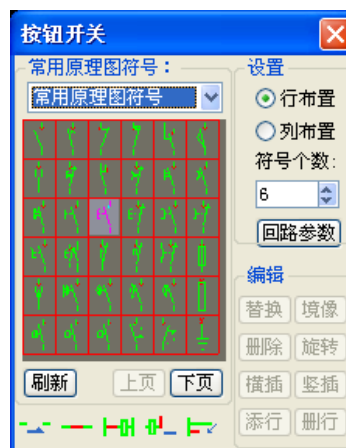 按钮开关
常用原理图符号：
常用原理图符号
刷新 上页 下页
设置
行布置
列布置
符号个数:
6
回路参数
编辑
替换 镜像
删除 旋转
横插 竖插
添行 删行